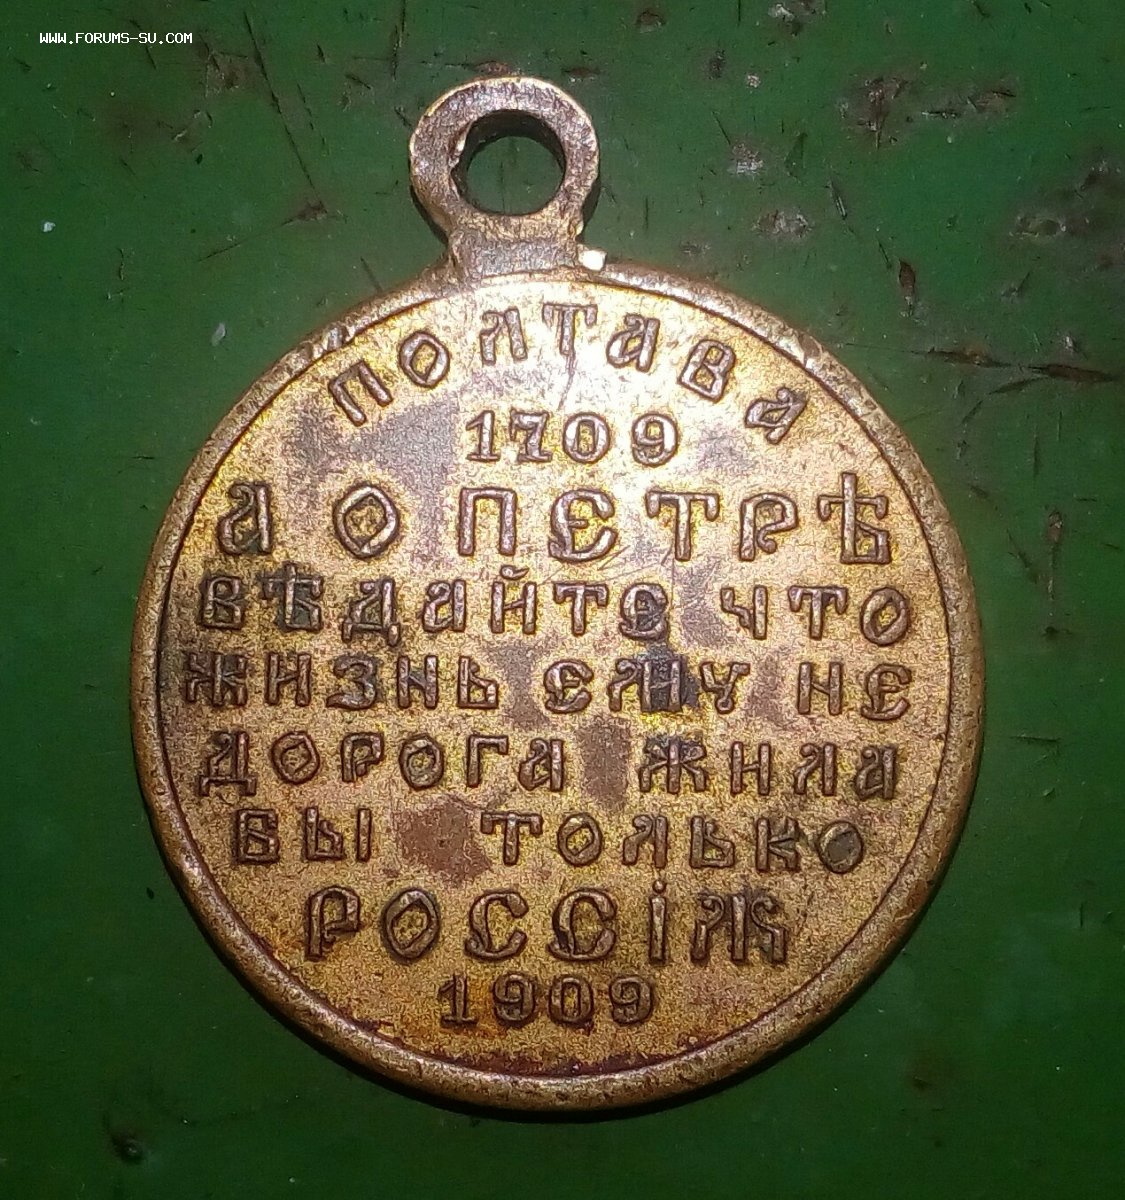 WWW.FORUMS-SU.COM
ПОЛТАВА
1709
А О ПЕТРѢ
ВѢДАЙТЕ ЧТО
ЖИЗНЬ ЕМУ НЕ
ДОРОГА ЖИЛА
БЫ ТОЛЬКО
РОССІЯ
1909